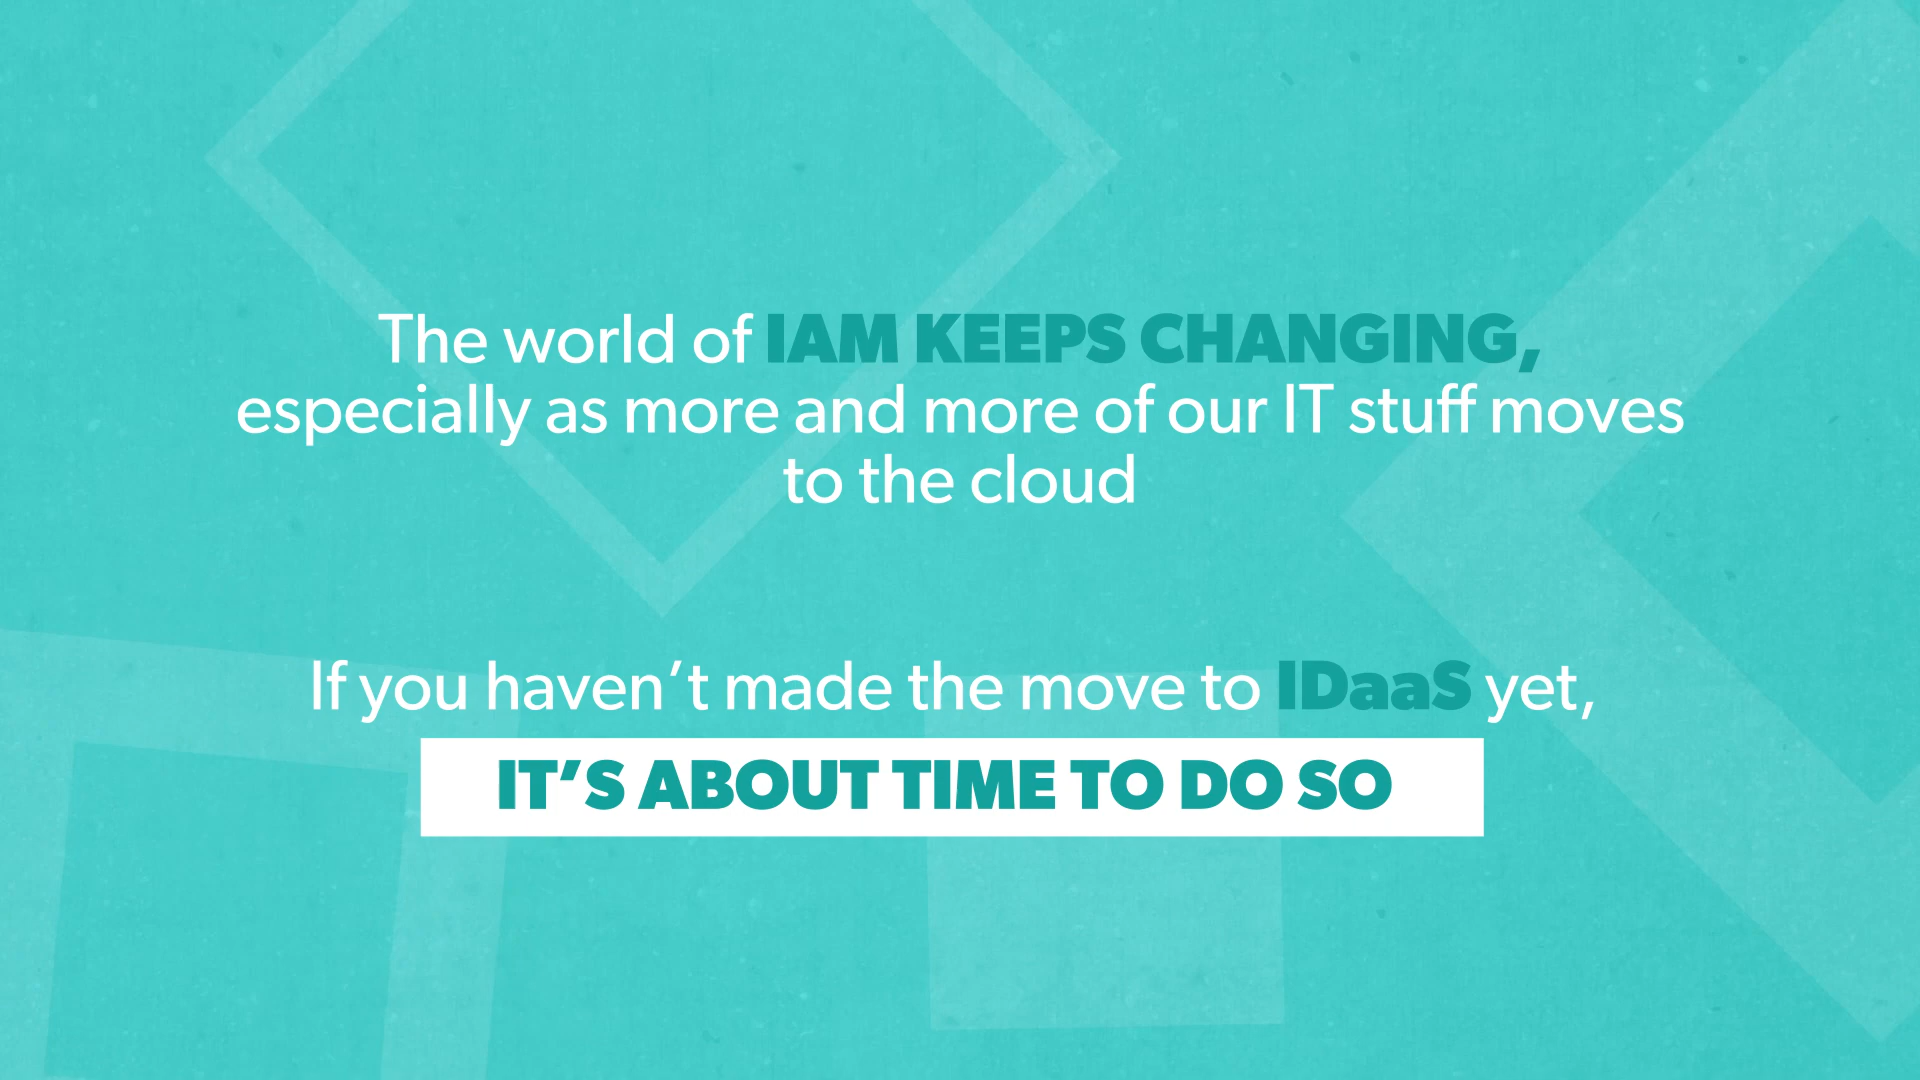 The world of IAM KEEPS CHANGING,
especially as more and more of our IT stuff moves
to the cloud
If you haven’t made the move to IDaaS yet,
IT’S ABOUT TIME TO DO SO